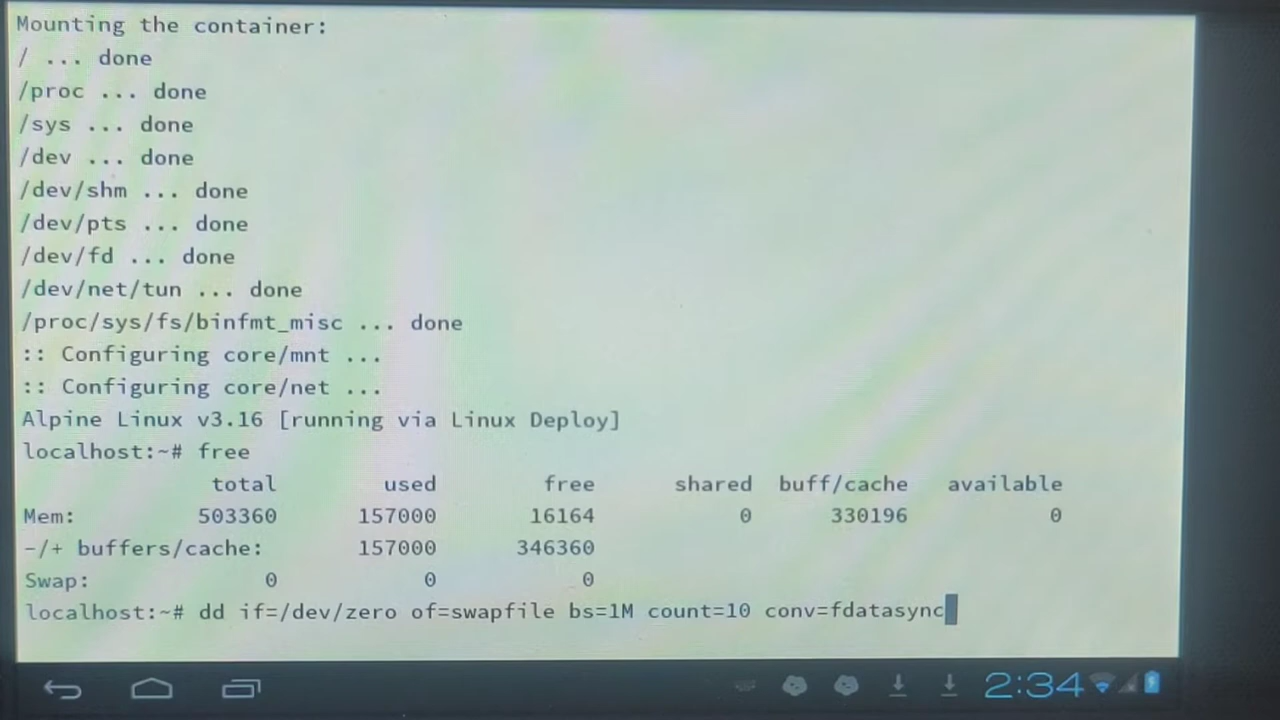 Mounting the container:
/ ... done
/proc ... done
/sys ... done
/dev ... done
/dev/shm ... done
/dev/pts ... done
/dev/fd ... done
/dev/net/tun ... done
/proc/sys/fs/binfmt_misc ... done
:: Configuring core/mnt ...
:: Configuring core/net ...
Alpine Linux v3.16 [running via Linux Deploy]
localhost:~# free
total used free shared buff/cache available
Mem: 503360 157000 16164 0 330196 0
-/+ buffers/cache: 157000 346360
Swap: 0 0 0
localhost:~# dd if=/dev/zero of=swapfile bs=1M count=10 conv=fdatasync
2:34